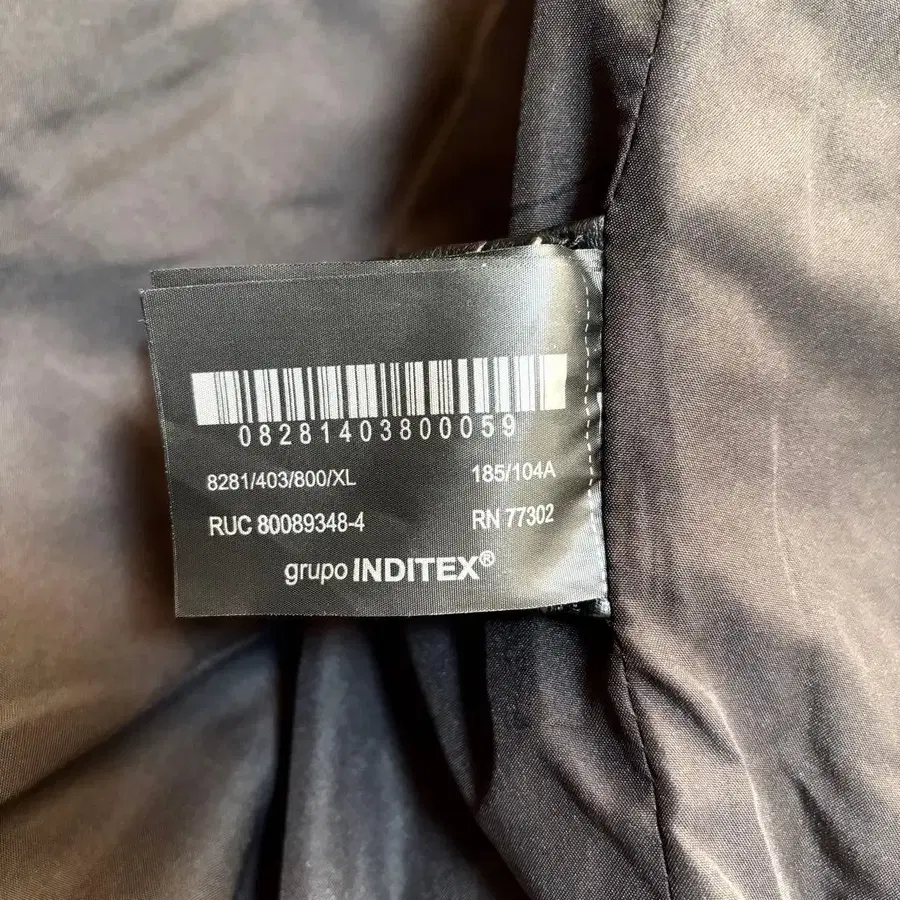 08281403800059
8281/403/800/XL 185/104A
RUC 80089348-4 RN 77302
grupo INDITEX®